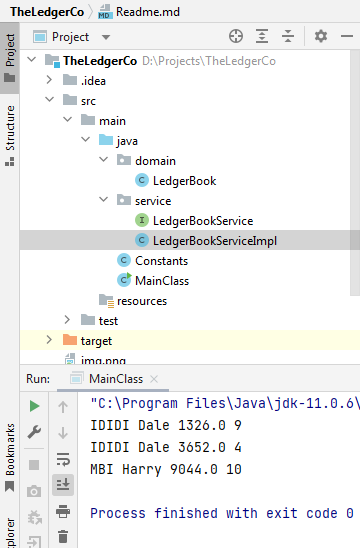 TheLedgerCo Readme.md
Project
Project
TheLedgerCo D:\Projects\TheLedgerCo
.idea
src
main
java
domain
LedgerBook
service
LedgerBookService
LedgerBookServiceImpl
Constants
MainClass
resources
test
target
img.png
Structure
Run: MainClass
"C:\Program Files\Java\jdk-11.0.6\
IDIDI Dale 1326.0 9
IDIDI Dale 3652.0 4
MBI Harry 9044.0 10
Process finished with exit code 0
Bookmarks